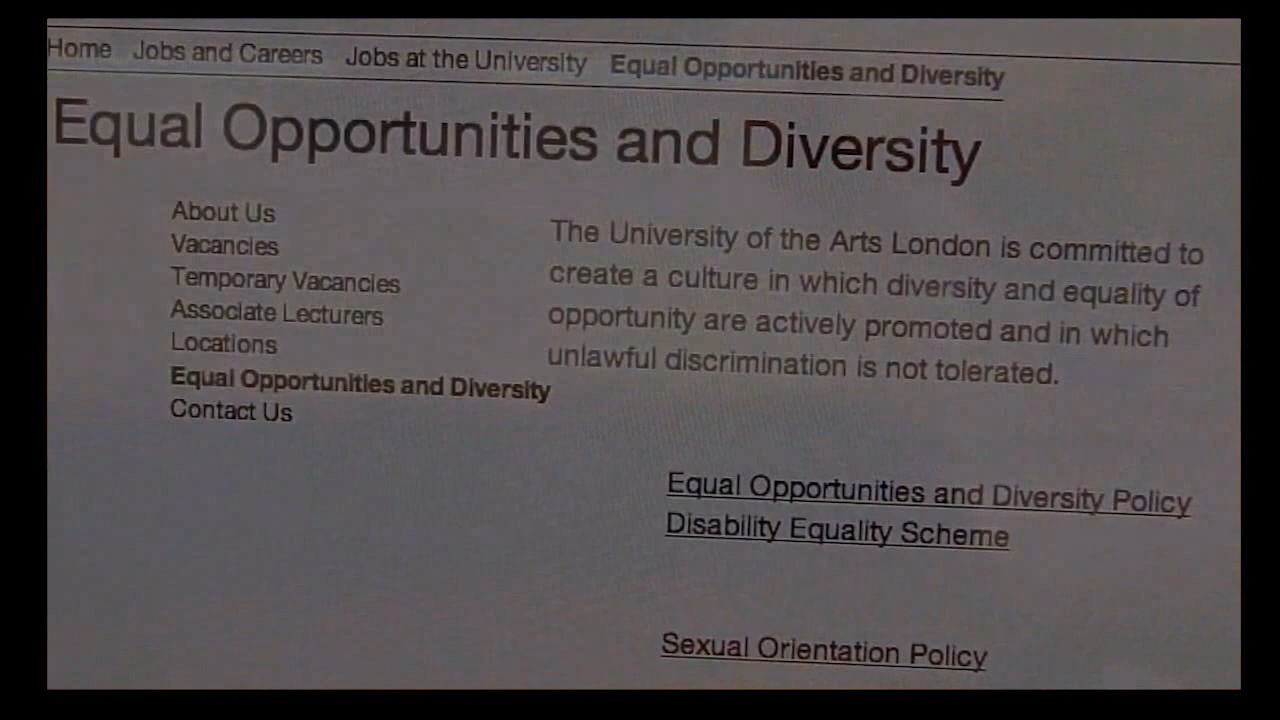 Home Jobs and Careers Jobs at the University Equal Opportunities and Diversity
Equal Opportunities and Diversity
About Us
Vacancies
Temporary Vacancies
Associate Lecturers
Locations
Equal Opportunities and Diversity
Contact Us
The University of the Arts London is committed to
create a culture in which diversity and equality of
opportunity are actively promoted and in which
unlawful discrimination is not tolerated.
Equal Opportunities and Diversity Policy
Disability Equality Scheme
Sexual Orientation Policy